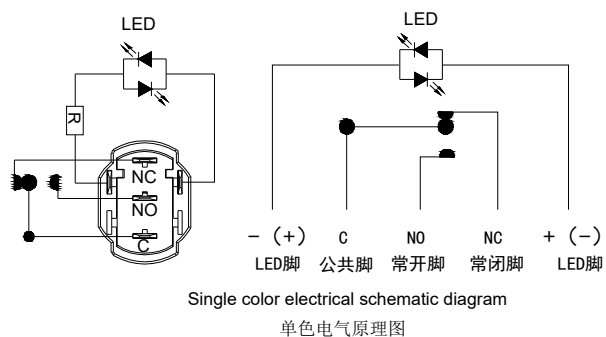 LED
LED
R
NC
NO
C
－（＋） C NO NC ＋（－）
LED脚 公共脚 常开脚 常闭脚 LED脚
Single color electrical schematic diagram
单色电气原理图